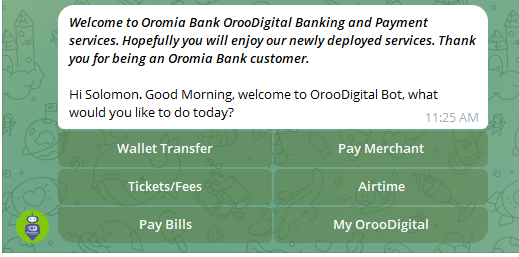 Welcome to Oromia Bank OrooDigital Banking and Payment
services. Hopefully you will enjoy our newly deployed services. Thank
you for being an Oromia Bank customer.
Hi Solomon. Good Morning, welcome to OrooDigital Bot, what
would you like to do today?
11:25 AM
Wallet Transfer
Pay Merchant
Tickets/Fees
Airtime
Pay Bills
My OrooDigital